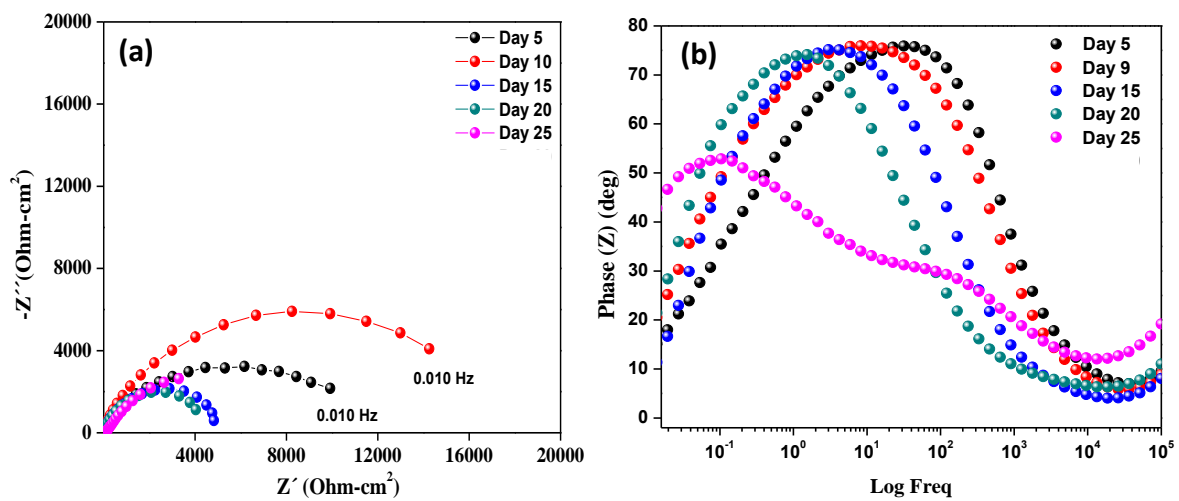 (a)
20000
16000
12000
8000
4000
0
-Z´´(Ohm-cm²)
Day 5
Day 10
Day 15
Day 20
Day 25
0.010 Hz
0.010 Hz
4000 8000 12000 16000 20000
Z´ (Ohm-cm²)
(b)
80
70
60
50
40
30
20
10
0
Phase (Z) (deg)
Day 5
Day 9
Day 15
Day 20
Day 25
10⁻¹ 10⁰ 10¹ 10² 10³ 10⁴ 10⁵
Log Freq